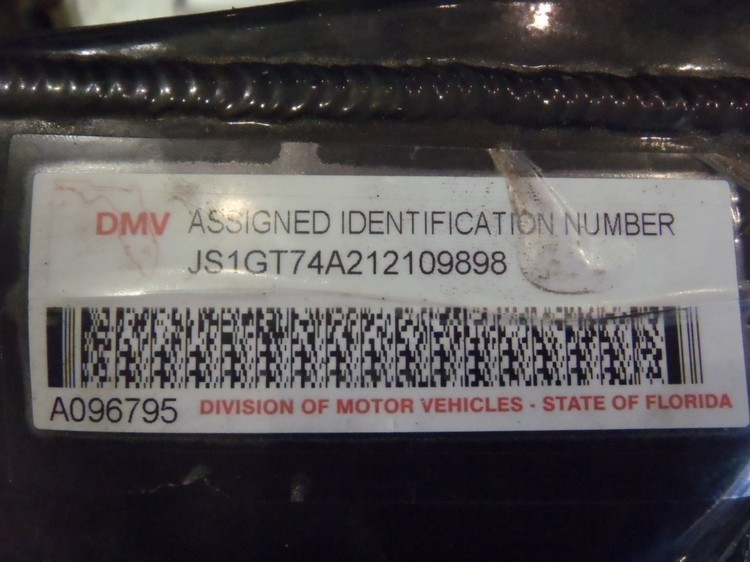 DMV ASSIGNED IDENTIFICATION NUMBER
JS1GT74A212109898
A096795 DIVISION OF MOTOR VEHICLES - STATE OF FLORIDA